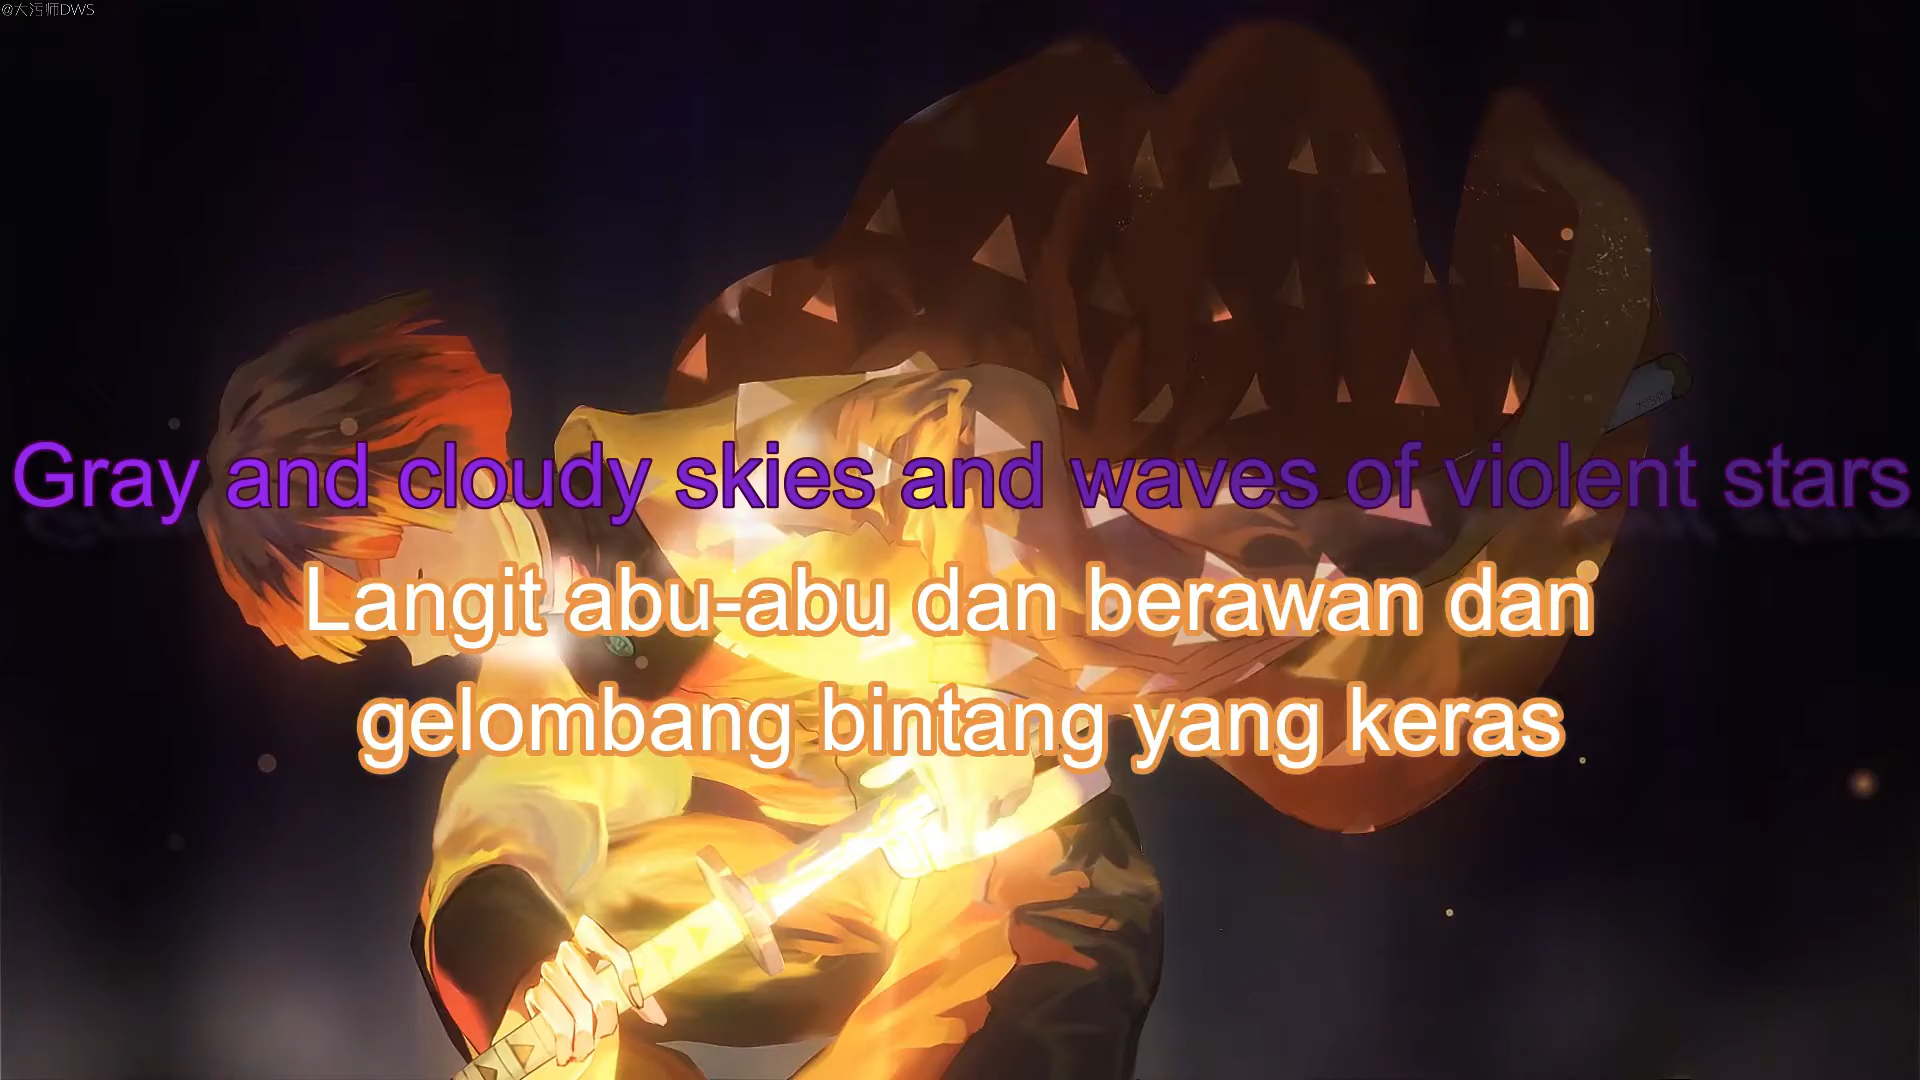 @大污师DWS
Gray and cloudy skies and waves of violent stars
Langit abu-abu dan berawan dan
gelombang bintang yang keras